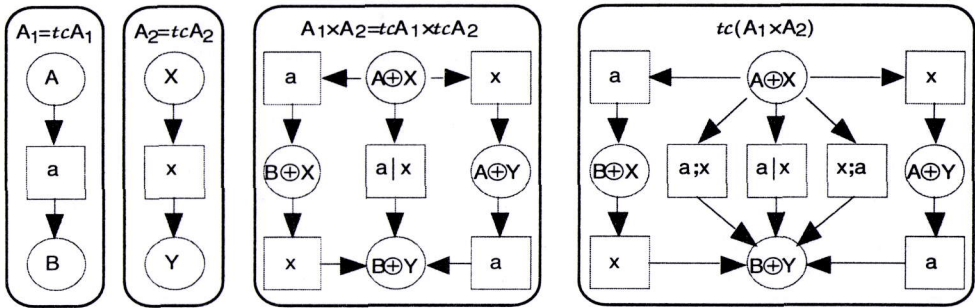 A₁=tcA₁
A
a
B
A₂=tcA₂
X
x
Y
A₁×A₂=tcA₁×tcA₂
a A⊕X x
B⊕X a|x A⊕Y
x B⊕Y a
tc(A₁×A₂)
a A⊕X x
B⊕X a;x a|x x;a A⊕Y
x B⊕Y a